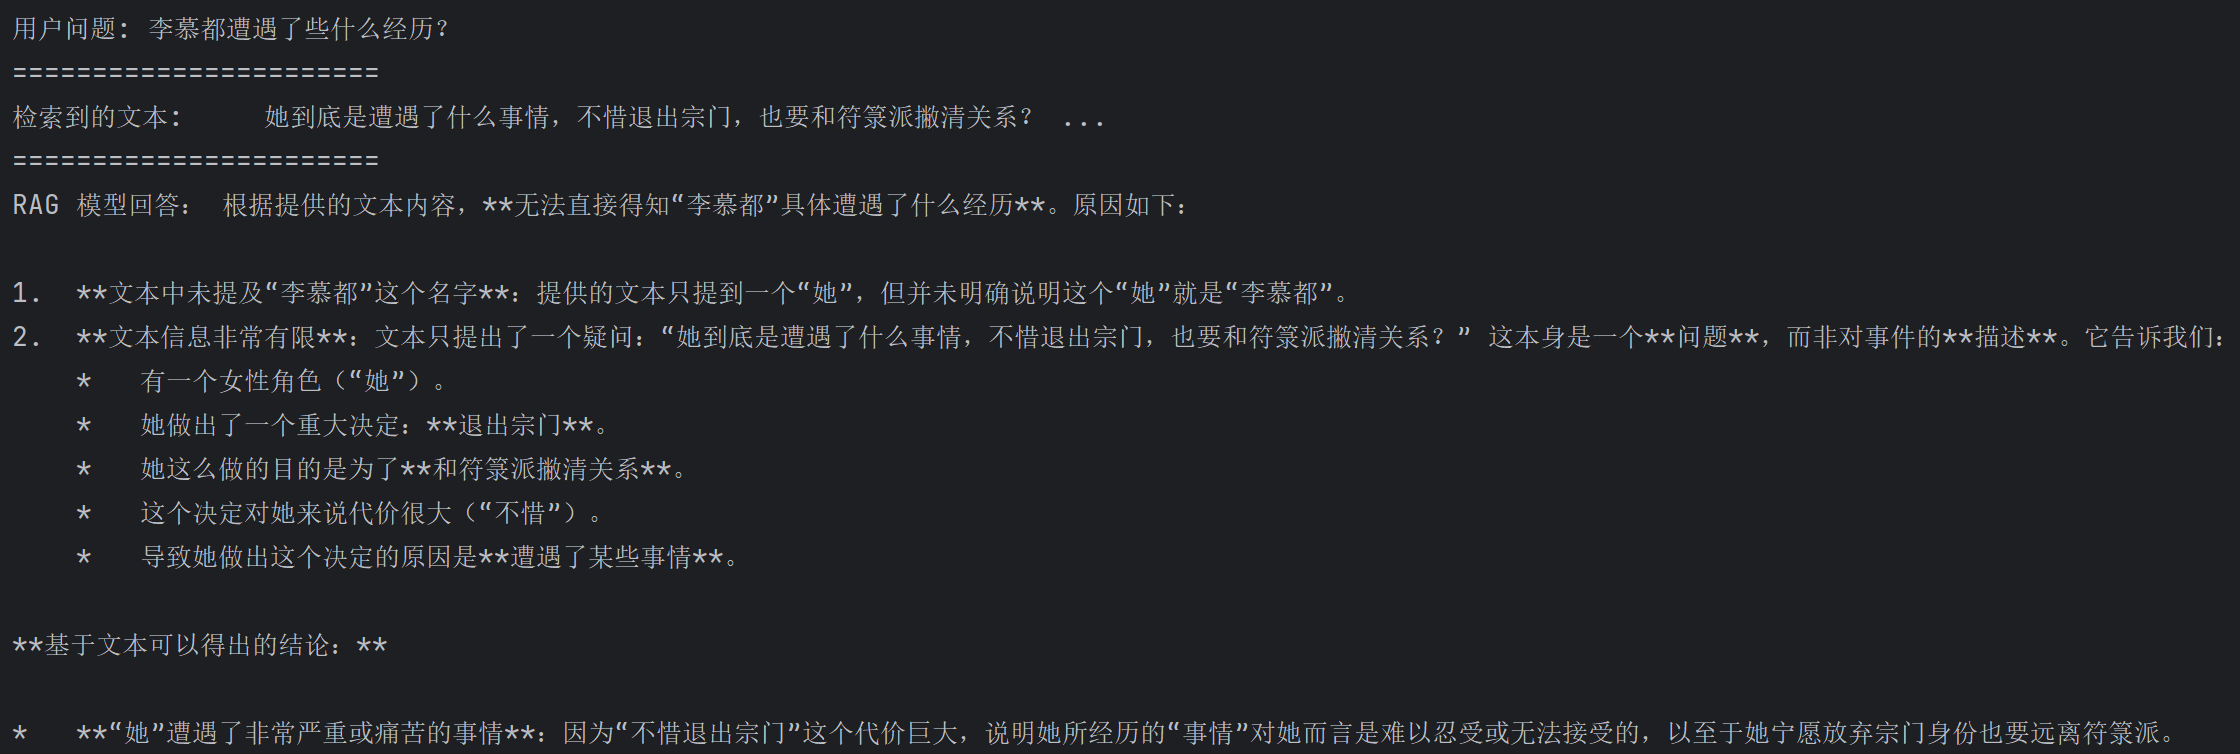 用户问题: 李慕都遭遇了些什么经历?
=======================
检索到的文本:     她到底是遭遇了什么事情，不惜退出宗门，也要和符箓派撇清关系？ ...
=======================
RAG 模型回答： 根据提供的文本内容，**无法直接得知“李慕都”具体遭遇了什么经历**。原因如下：
1.  **文本中未提及“李慕都”这个名字**：提供的文本只提到一个“她”，但并未明确说明这个“她”就是“李慕都”。
2.  **文本信息非常有限**：文本只提出了一个疑问：“她到底是遭遇了什么事情，不惜退出宗门，也要和符箓派撇清关系？” 这本身是一个**问题**，而非对事件的**描述**。它告诉我们：
    *   有一个女性角色（“她”）。
    *   她做出了一个重大决定：**退出宗门**。
    *   她这么做的目的是为了**和符箓派撇清关系**。
    *   这个决定对她来说代价很大（“不惜”）。
    *   导致她做出这个决定的原因是**遭遇了某些事情**。
**基于文本可以得出的结论：**
*   **“她”遭遇了非常严重或痛苦的事情**：因为“不惜退出宗门”这个代价巨大，说明她所经历的“事情”对她而言是难以忍受或无法接受的，以至于她宁愿放弃宗门身份也要远离符箓派。